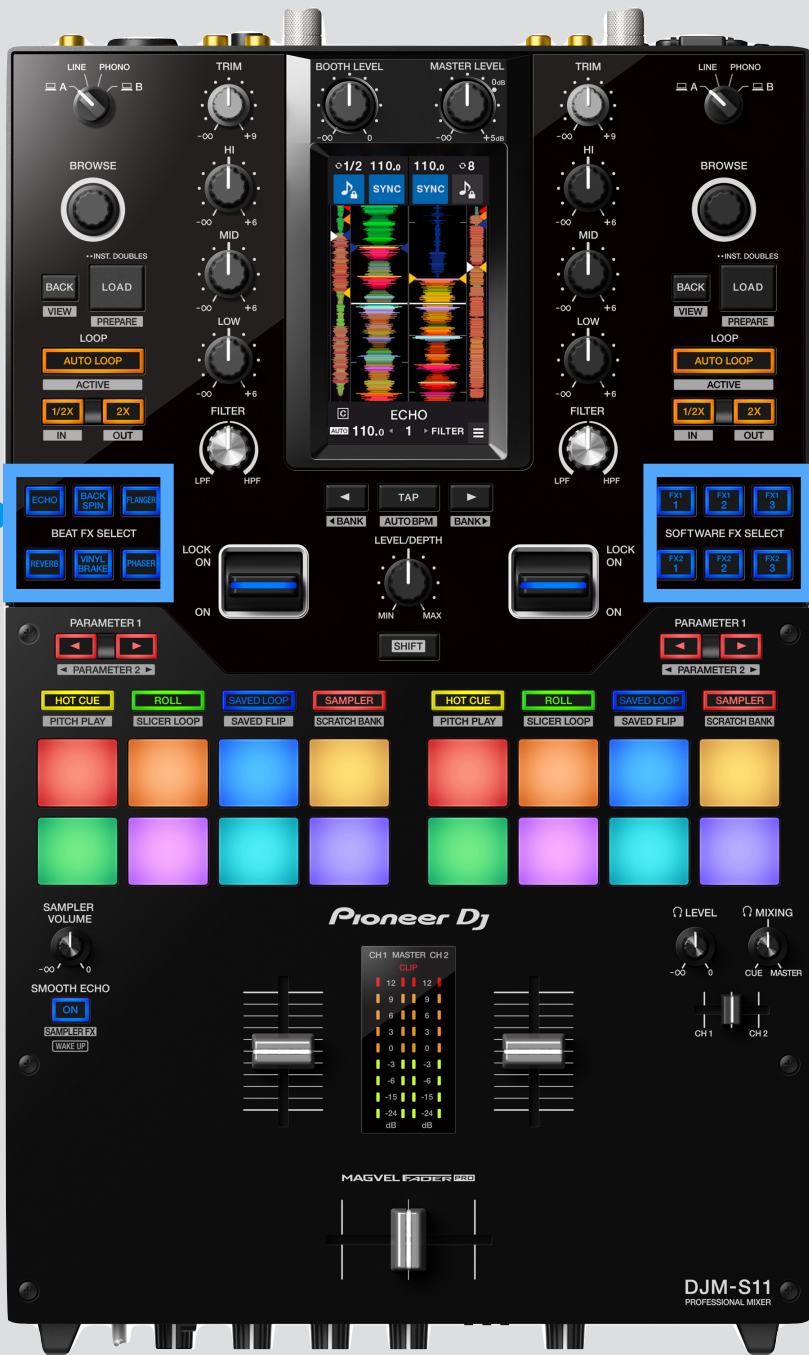 LINE PHONO
A B
TRIM
-∞ +9
BOOTH LEVEL
-∞ 0
MASTER LEVEL
0dB
-∞ +5dB
TRIM
-∞ +9
LINE PHONO
A B
BROWSE
HI
-∞ +6
1/2 110.0 110.0 8
SYNC SYNC
HI
-∞ +6
BROWSE
MID
-∞ +6
MID
-∞ +6
••INST. DOUBLES
BACK LOAD
VIEW PREPARE
••INST. DOUBLES
BACK LOAD
VIEW PREPARE
LOOP
AUTO LOOP
ACTIVE
LOW
-∞ +6
LOW
-∞ +6
LOOP
AUTO LOOP
ACTIVE
1/2X 2X
IN OUT
FILTER
LPF HPF
C ECHO
AUTO 110.0 ◂ 1 ▸ FILTER ☰
FILTER
LPF HPF
1/2X 2X
IN OUT
ECHO BACK SPIN FLANGER
BEAT FX SELECT
REVERB VINYL BRAKE PHASER
◀ TAP ▶
◀BANK AUTO BPM BANK▶
FX1 1 FX1 2 FX1 3
SOFTWARE FX SELECT
FX2 1 FX2 2 FX2 3
LOCK ON
ON
LEVEL/DEPTH
MIN MAX
SHIFT
LOCK ON
ON
PARAMETER 1
◀ ▶
◀ PARAMETER 2 ▶
PARAMETER 1
◀ ▶
◀ PARAMETER 2 ▶
HOT CUE ROLL SAVED LOOP SAMPLER
PITCH PLAY SLICER LOOP SAVED FLIP SCRATCH BANK
HOT CUE ROLL SAVED LOOP SAMPLER
PITCH PLAY SLICER LOOP SAVED FLIP SCRATCH BANK
SAMPLER
VOLUME
-∞ 0
SMOOTH ECHO
ON
SAMPLER FX
WAKE UP
Pioneer Dj
CH1 MASTER CH2
CLIP
12 12
9 9
6 6
3 3
0 0
-3 -3
-6 -6
-15 -15
-24 -24
dB dB
LEVEL
-∞ 0
MIXING
CUE MASTER
CH 1 CH 2
MAGVEL FADER PRO
DJM-S11
PROFESSIONAL MIXER